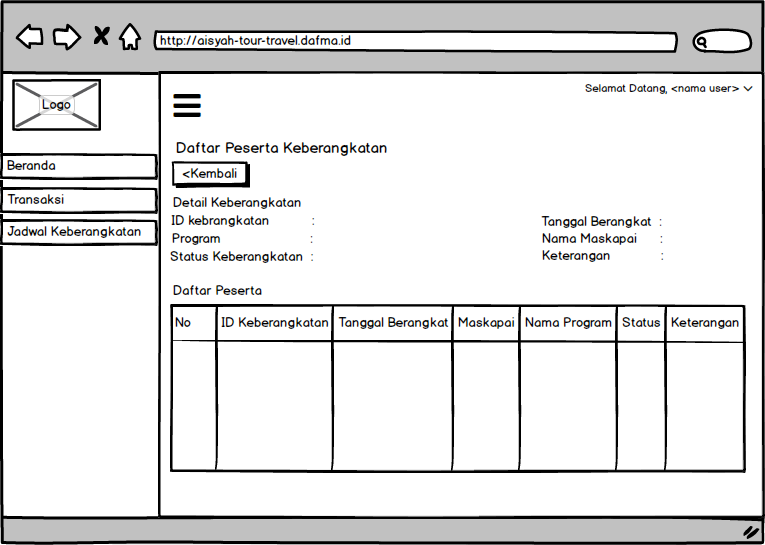 http://aisyah-tour-travel.dafma.id
Selamat Datang, <nama user>
Logo
Beranda
Transaksi
Jadwal Keberangkatan
Daftar Peserta Keberangkatan
<Kembali
Detail Keberangkatan
ID kebrangkatan :
Program :
Status Keberangkatan :
Tanggal Berangkat :
Nama Maskapai :
Keterangan :
Daftar Peserta
No ID Keberangkatan Tanggal Berangkat Maskapai Nama Program Status Keterangan